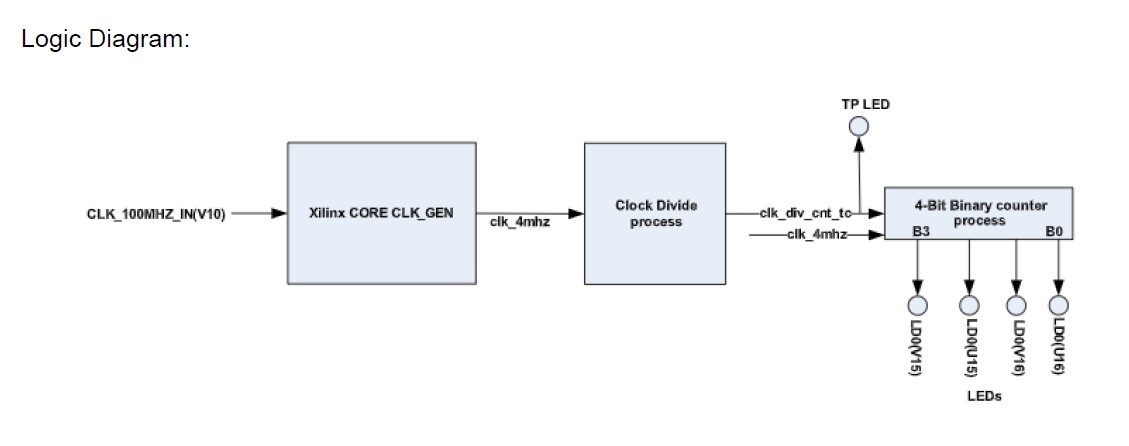 Logic Diagram:
TP LED
CLK_100MHZ_IN(V10)
Xilinx CORE CLK_GEN
clk_4mhz
Clock Divide
process
clk_div_cnt_tc
clk_4mhz
4-Bit Binary counter
process
B3
B0
LD0(V15)
LD0(U15)
LD0(V16)
LD0(U16)
LEDs